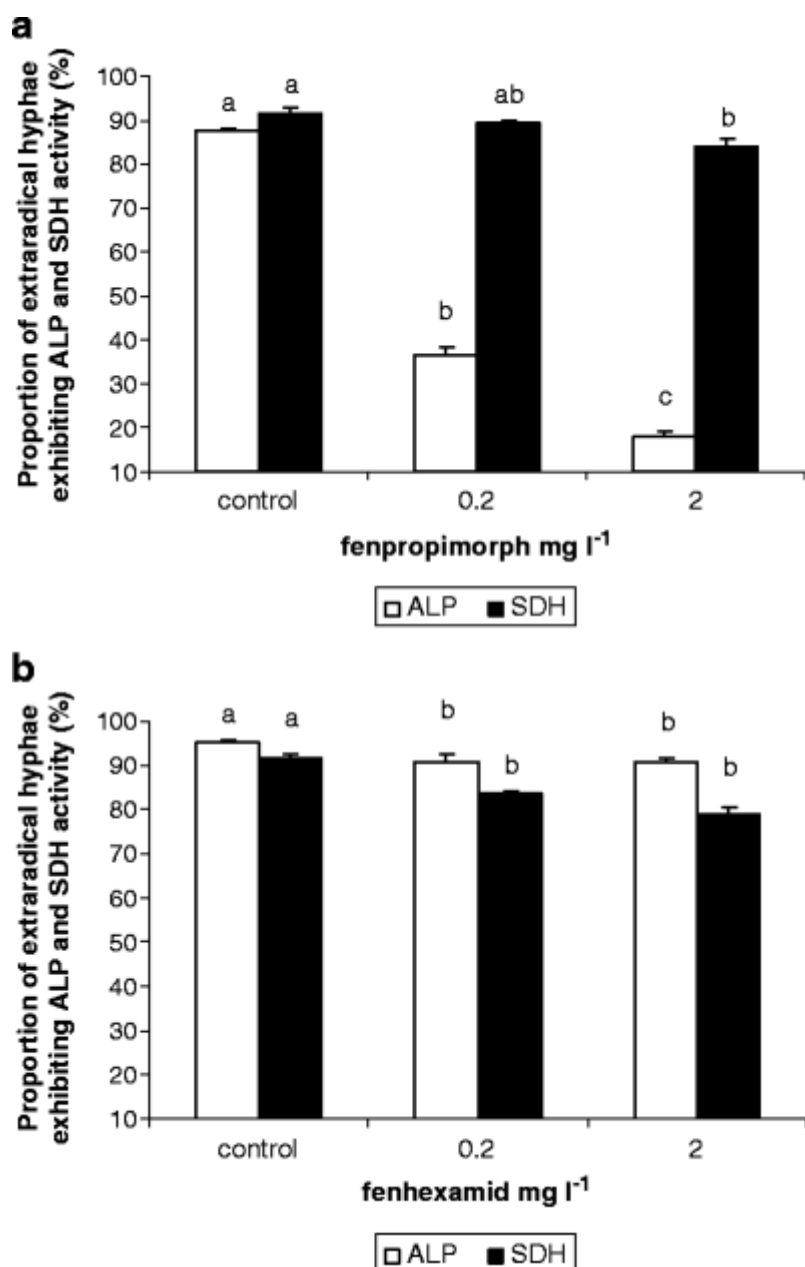 a
Proportion of extraradical hyphae
exhibiting ALP and SDH activity (%)
100
90
80
70
60
50
40
30
20
10
a
a
b
ab
c
b
control
0.2
2
fenpropimorph mg l⁻¹
ALP
SDH
b
Proportion of extraradical hyphae
exhibiting ALP and SDH activity (%)
100
90
80
70
60
50
40
30
20
10
a
a
b
b
b
b
control
0.2
2
fenhexamid mg l⁻¹
ALP
SDH